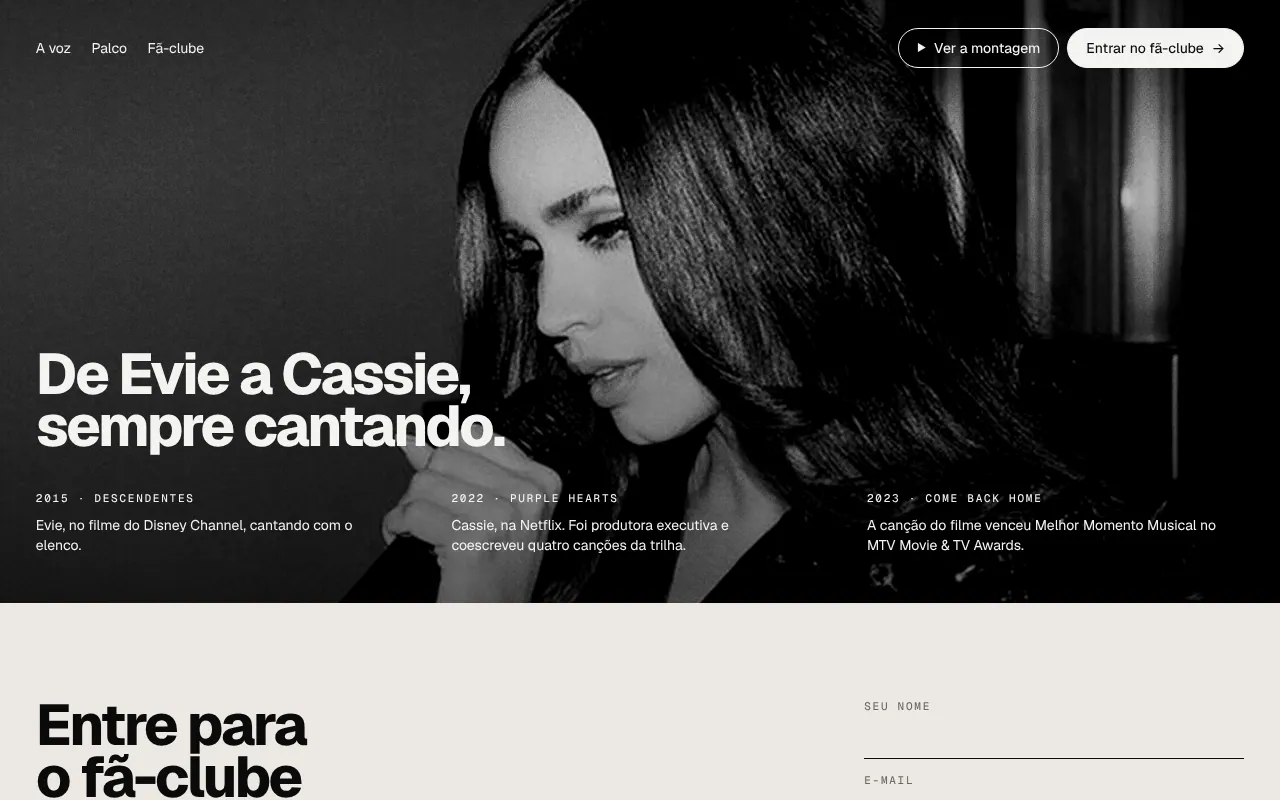 A voz
Palco
Fã-clube
Ver a montagem
Entrar no fã-clube →
De Evie a Cassie,
sempre cantando.
2015 · DESCENDENTES
Evie, no filme do Disney Channel, cantando com o
elenco.
2022 · PURPLE HEARTS
Cassie, na Netflix. Foi produtora executiva e
coescreveu quatro canções da trilha.
2023 · COME BACK HOME
A canção do filme venceu Melhor Momento Musical no
MTV Movie & TV Awards.
Entre para
o fã-clube
SEU NOME
E-MAIL